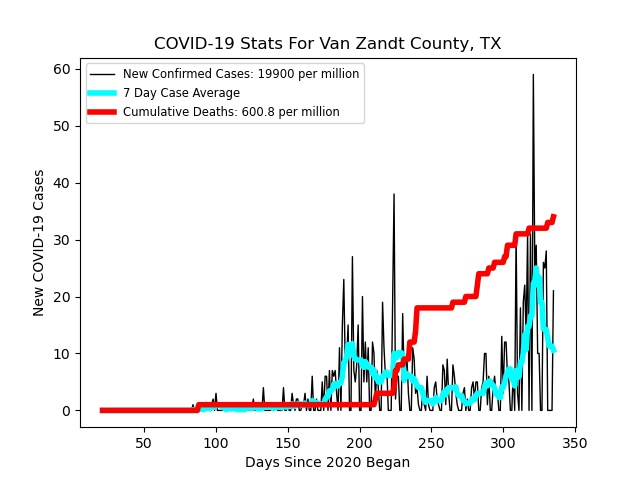 COVID-19 Stats For Van Zandt County, TX
New Confirmed Cases: 19900 per million
7 Day Case Average
Cumulative Deaths: 600.8 per million
60
50
40
30
20
10
0
New COVID-19 Cases
50 100 150 200 250 300 350
Days Since 2020 Began